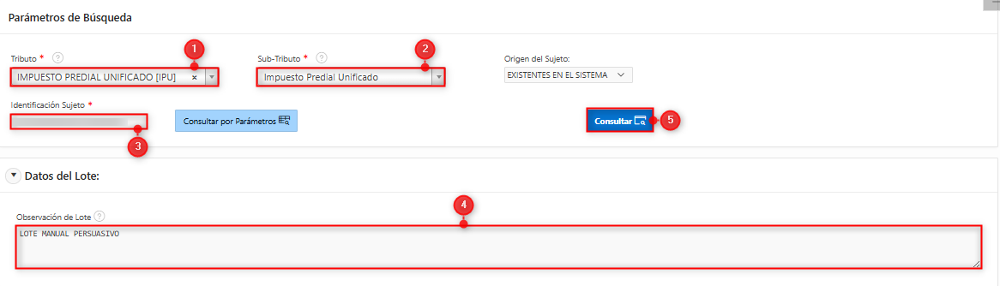 Parámetros de Búsqueda
1
2
Tributo * ?
Sub-Tributo * ?
Origen del Sujeto:
IMPUESTO PREDIAL UNIFICADO [IPU] ×
Impuesto Predial Unificado
EXISTENTES EN EL SISTEMA
Identificación Sujeto *
Consultar por Parámetros
Consultar
5
3
Datos del Lote:
4
Observación de Lote ?
LOTE MANUAL PERSUASIVO